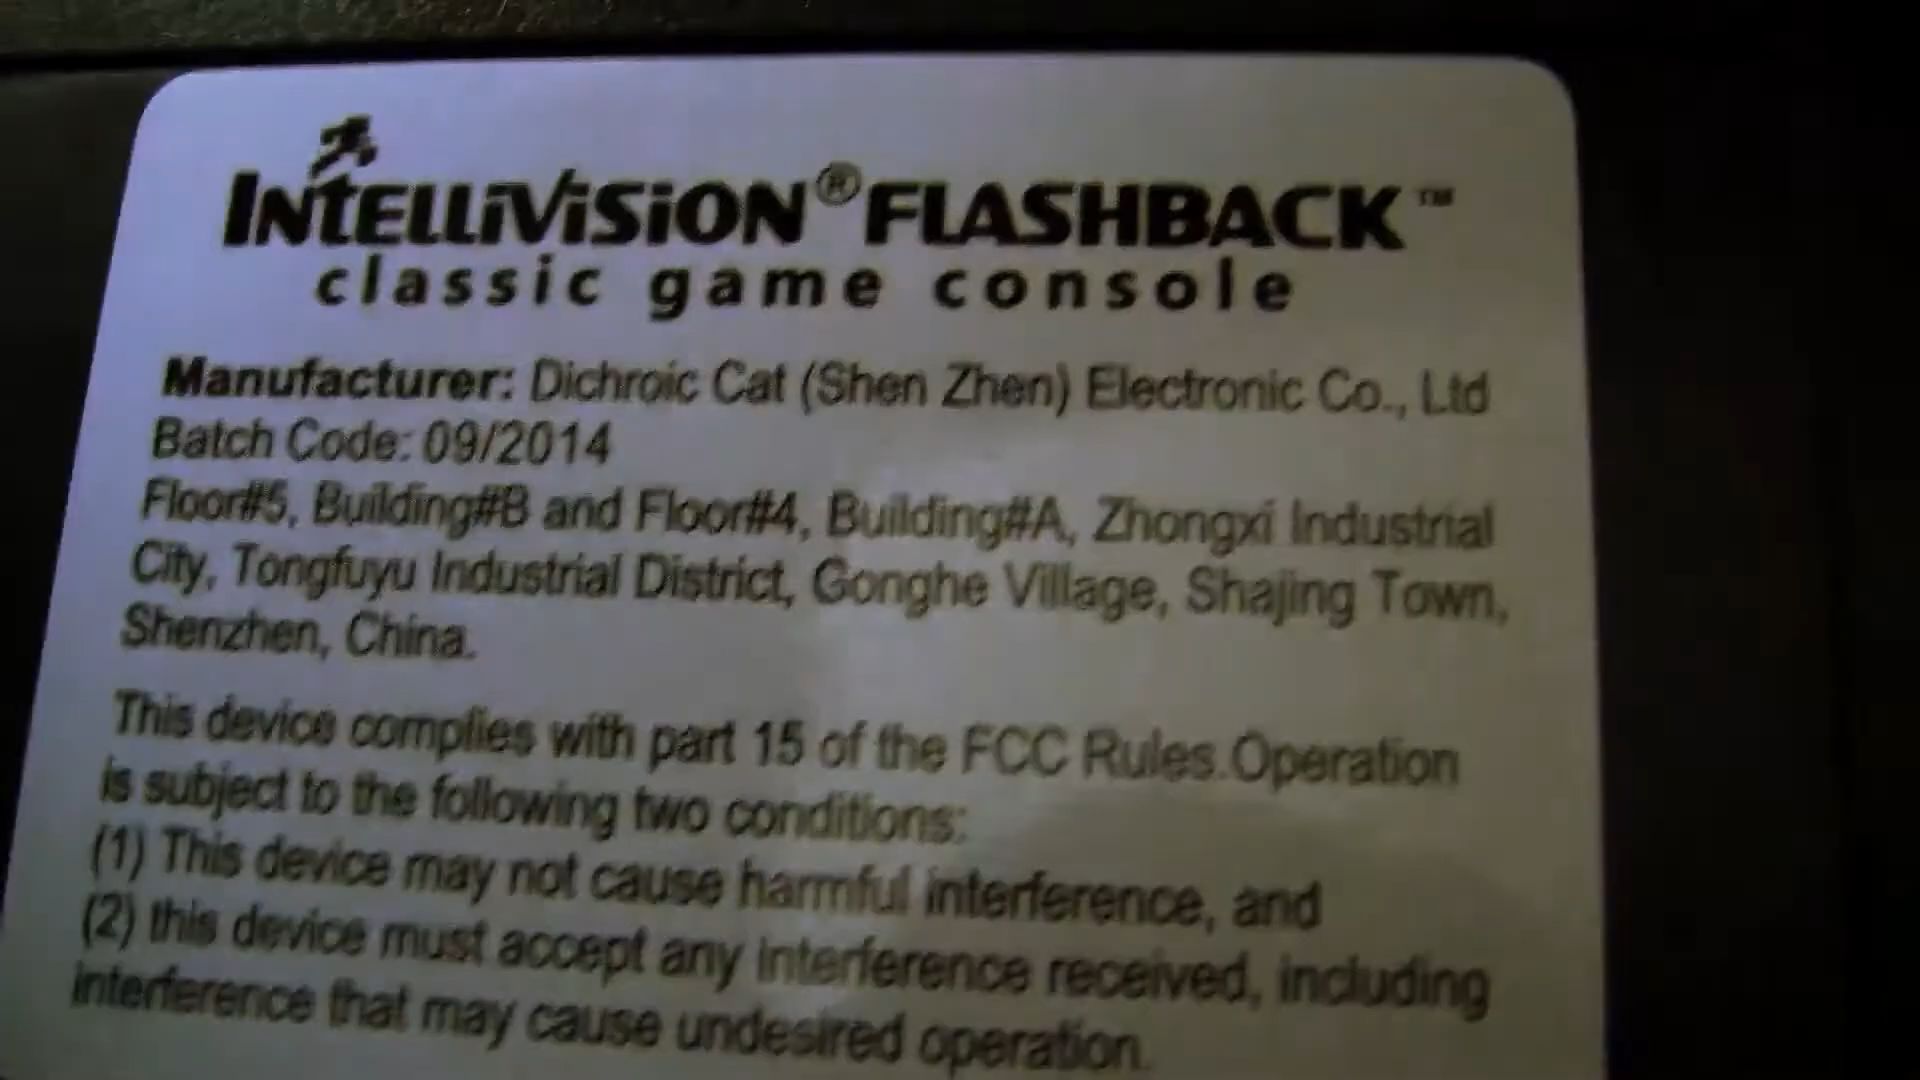 INTELLIVISION® FLASHBACK™
classic game console
Manufacturer: Dichroic Cat (Shen Zhen) Electronic Co., Ltd
Batch Code: 09/2014
Floor#5, Building#B and Floor#4, Building#A, Zhongxi Industrial
City, Tongfuyu Industrial District, Gonghe Village, Shajing Town,
Shenzhen, China.
This device complies with part 15 of the FCC Rules.Operation
is subject to the following two conditions:
(1) This device may not cause harmful interference, and
(2) this device must accept any interference received, including
interference that may cause undesired operation.